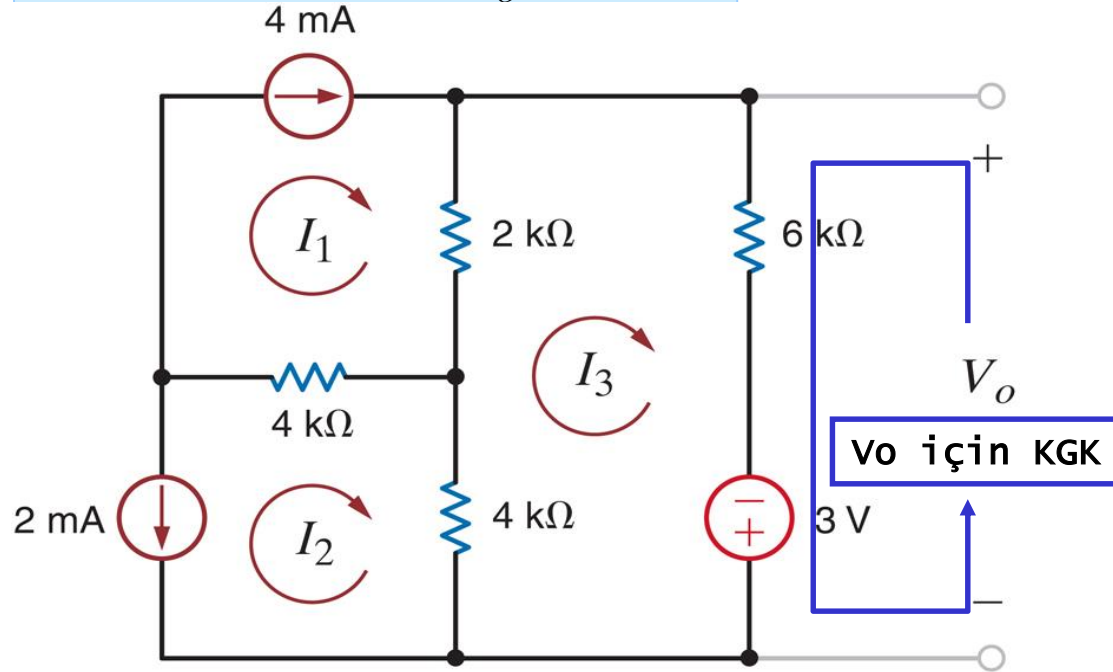 4 mA
+
I₁
2 kΩ
6 kΩ
I₃
Vₒ
4 kΩ
Vo için KGK
2 mA
I₂
4 kΩ
−
+
3 V
−